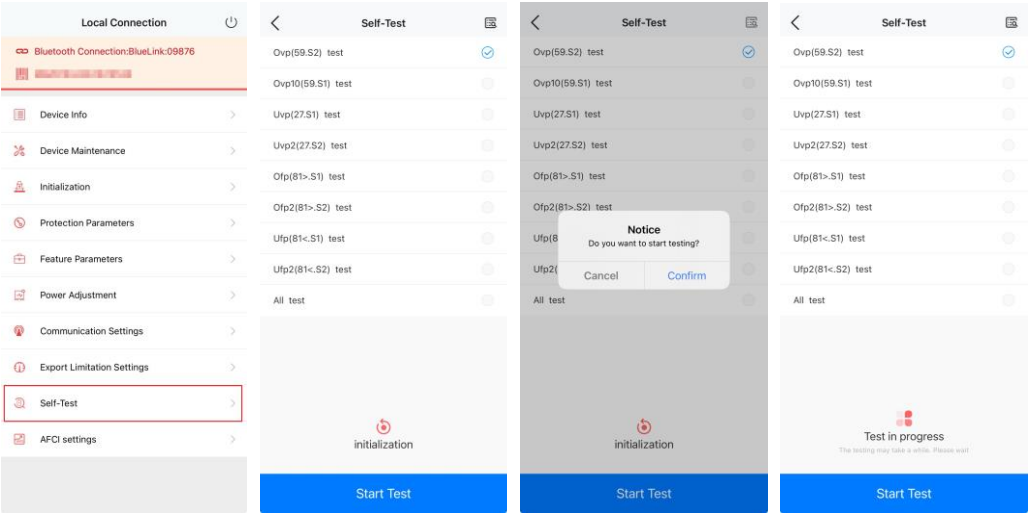 Local Connection
Bluetooth Connection:BlueLink:09876
Device Info
Device Maintenance
Initialization
Protection Parameters
Feature Parameters
Power Adjustment
Communication Settings
Export Limitation Settings
Self-Test
AFCI settings
Self-Test
Ovp(59.S2) test
Ovp10(59.S1) test
Uvp(27.S1) test
Uvp2(27.S2) test
Ofp(81>.S1) test
Ofp2(81>.S2) test
Ufp(81<.S1) test
Ufp2(81<.S2) test
All test
initialization
Start Test
Self-Test
Ovp(59.S2) test
Ovp10(59.S1) test
Uvp(27.S1) test
Uvp2(27.S2) test
Ofp(81>.S1) test
Ofp2(81>.S2) test
Ufp(8
Ufp2(
All test
Notice
Do you want to start testing?
Cancel Confirm
initialization
Start Test
Self-Test
Ovp(59.S2) test
Ovp10(59.S1) test
Uvp(27.S1) test
Uvp2(27.S2) test
Ofp(81>.S1) test
Ofp2(81>.S2) test
Ufp(81<.S1) test
Ufp2(81<.S2) test
All test
Test in progress
The testing may take a while. Please wait
Start Test